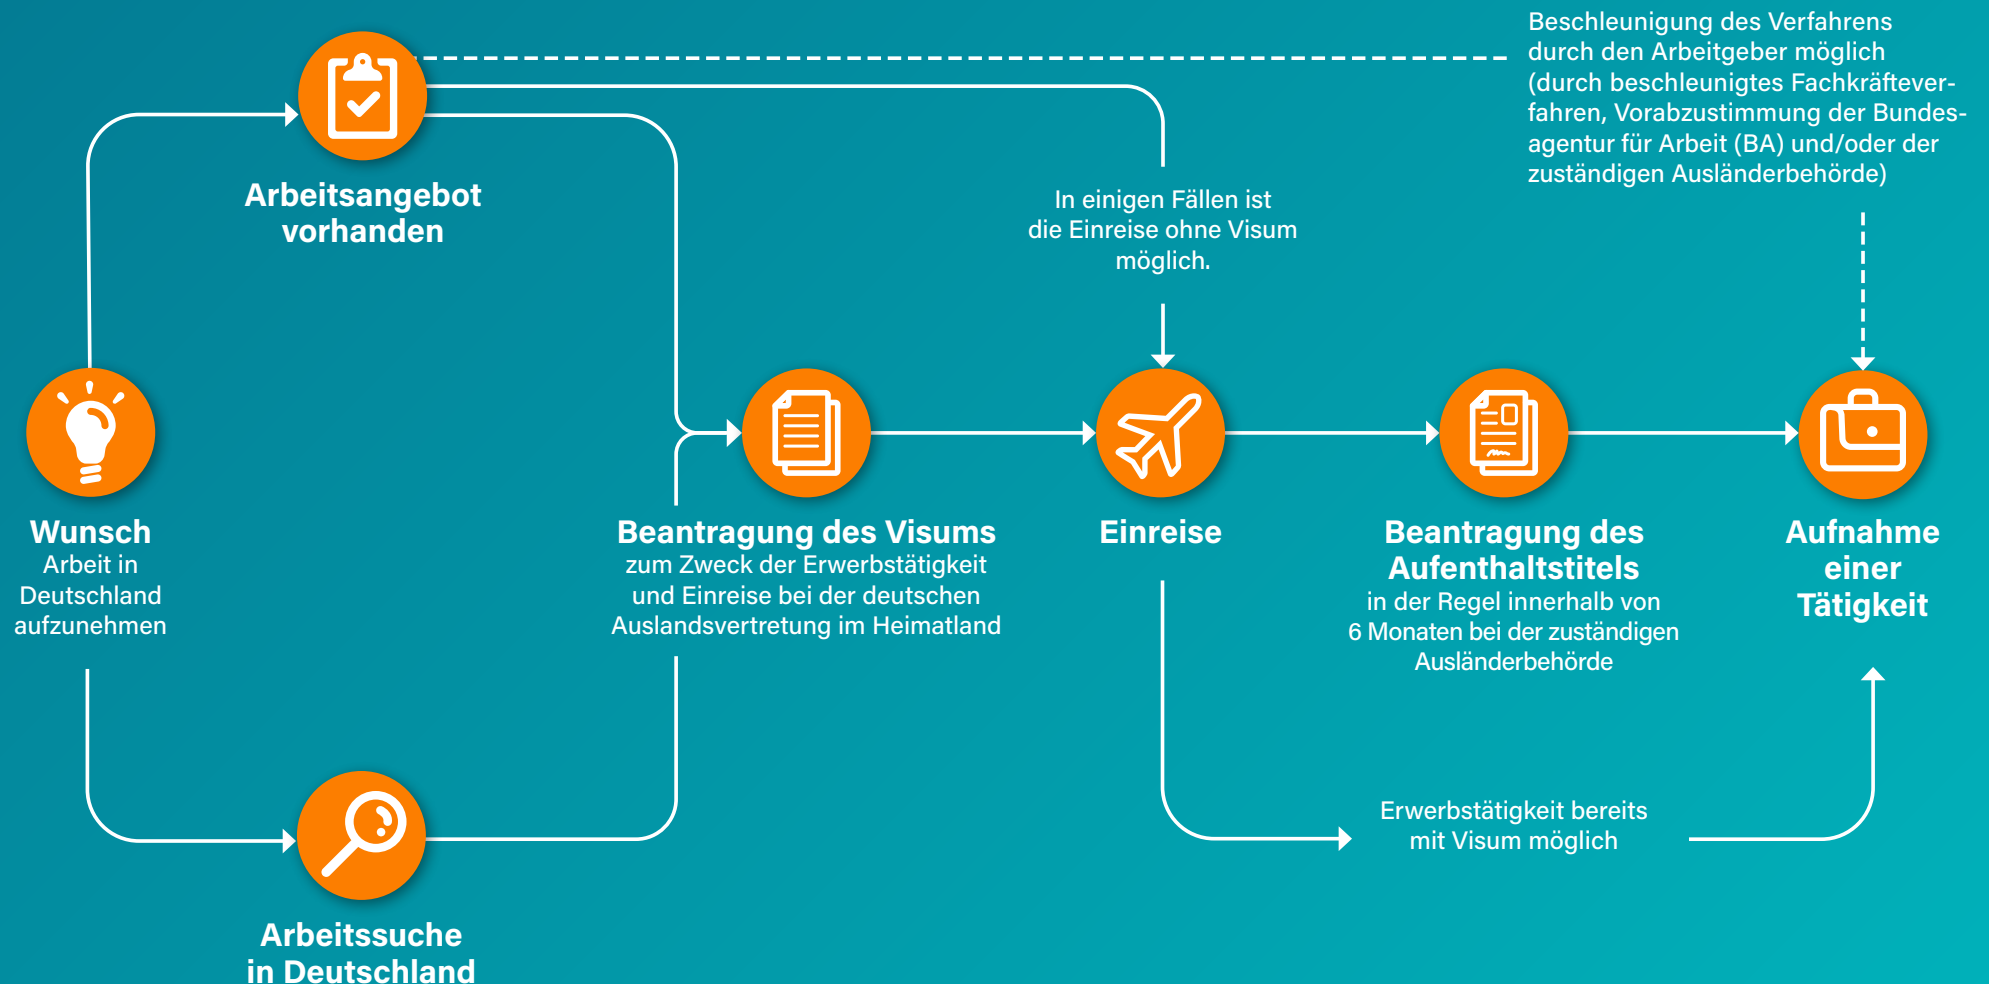 Beschleunigung des Verfahrens
durch den Arbeitgeber möglich
(durch beschleunigtes Fachkräftever-
fahren, Vorabzustimmung der Bundes-
agentur für Arbeit (BA) und/oder der
zuständigen Ausländerbehörde)
Arbeitsangebot
vorhanden
In einigen Fällen ist
die Einreise ohne Visum
möglich.
Wunsch
Arbeit in
Deutschland
aufzunehmen
Beantragung des Visums
zum Zweck der Erwerbstätigkeit
und Einreise bei der deutschen
Auslandsvertretung im Heimatland
Einreise
Beantragung des
Aufenthaltstitels
in der Regel innerhalb von
6 Monaten bei der zuständigen
Ausländerbehörde
Aufnahme
einer
Tätigkeit
Erwerbstätigkeit bereits
mit Visum möglich
Arbeitssuche
in Deutschland